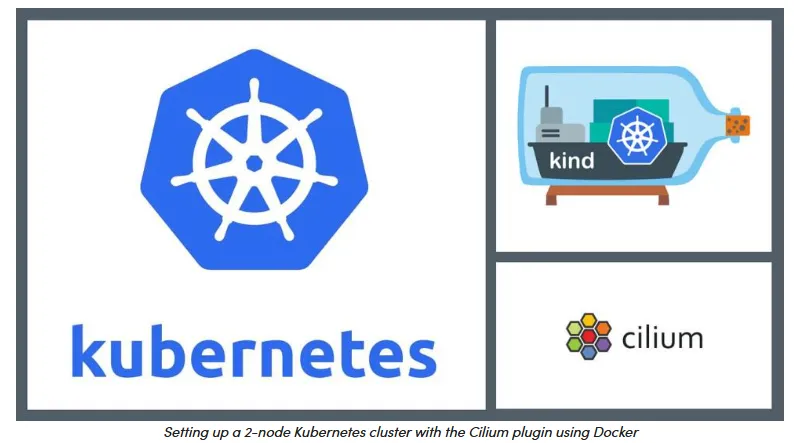 kubernetes
kind
cilium
Setting up a 2-node Kubernetes cluster with the Cilium plugin using Docker